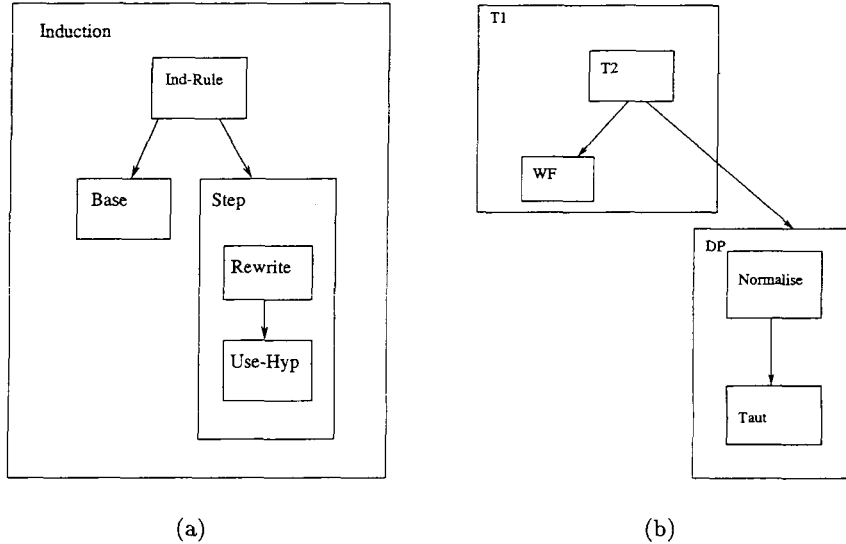 Induction
Ind-Rule
Base
Step
Rewrite
Use-Hyp
(a)
T1
T2
WF
DP
Normalise
Taut
(b)